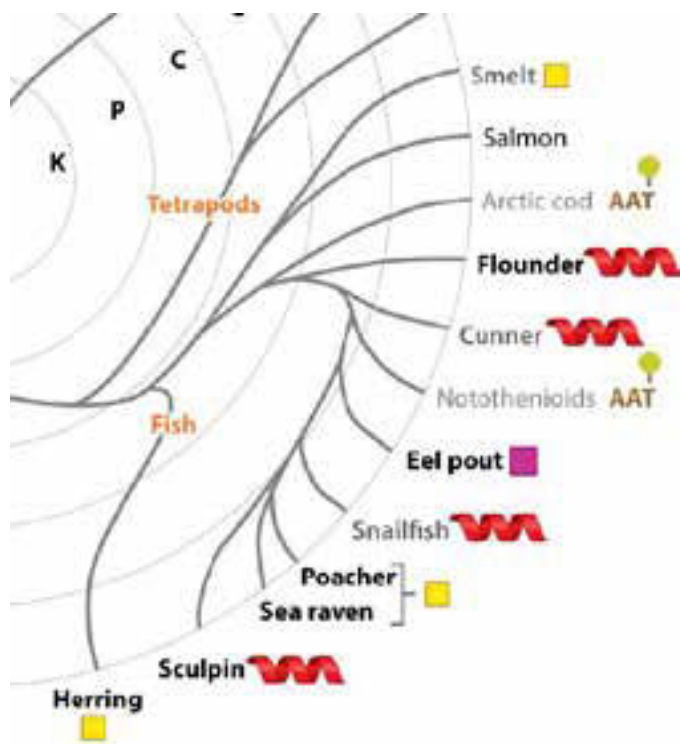 C
P
K
Tetrapods
Fish
Smelt
Salmon
Arctic cod AAT
Flounder
Cunner
Notothenioids AAT
Eel pout
Snailfish
Poacher
Sea raven
Sculpin
Herring